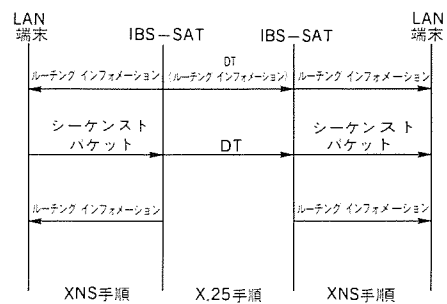 LAN
端末
IBS−SAT
IBS−SAT
LAN
端末
ルーチング インフォメーション
DT
(ルーチング インフォメーション)
ルーチング インフォメーション
シーケンスト
パケット
DT
シーケンスト
パケット
ルーチング インフォメーション
ルーチング インフォメーション
XNS手順
X,25手順
XNS手順